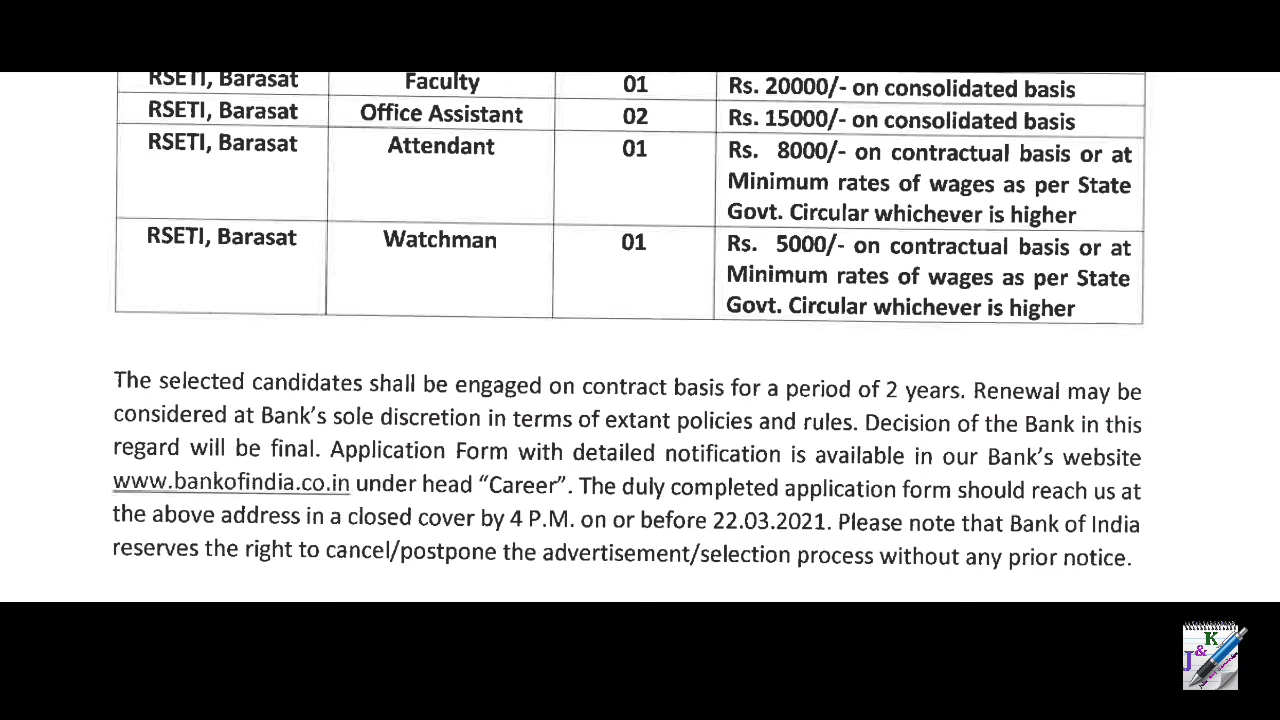 RSETI, Barasat Faculty 01 Rs. 20000/- on consolidated basis
RSETI, Barasat Office Assistant 02 Rs. 15000/- on consolidated basis
RSETI, Barasat Attendant 01 Rs. 8000/- on contractual basis or at
Minimum rates of wages as per State
Govt. Circular whichever is higher
RSETI, Barasat Watchman 01 Rs. 5000/- on contractual basis or at
Minimum rates of wages as per State
Govt. Circular whichever is higher
The selected candidates shall be engaged on contract basis for a period of 2 years. Renewal may be
considered at Bank's sole discretion in terms of extant policies and rules. Decision of the Bank in this
regard will be final. Application Form with detailed notification is available in our Bank's website
www.bankofindia.co.in under head "Career". The duly completed application form should reach us at
the above address in a closed cover by 4 P.M. on or before 22.03.2021. Please note that Bank of India
reserves the right to cancel/postpone the advertisement/selection process without any prior notice.
J&K